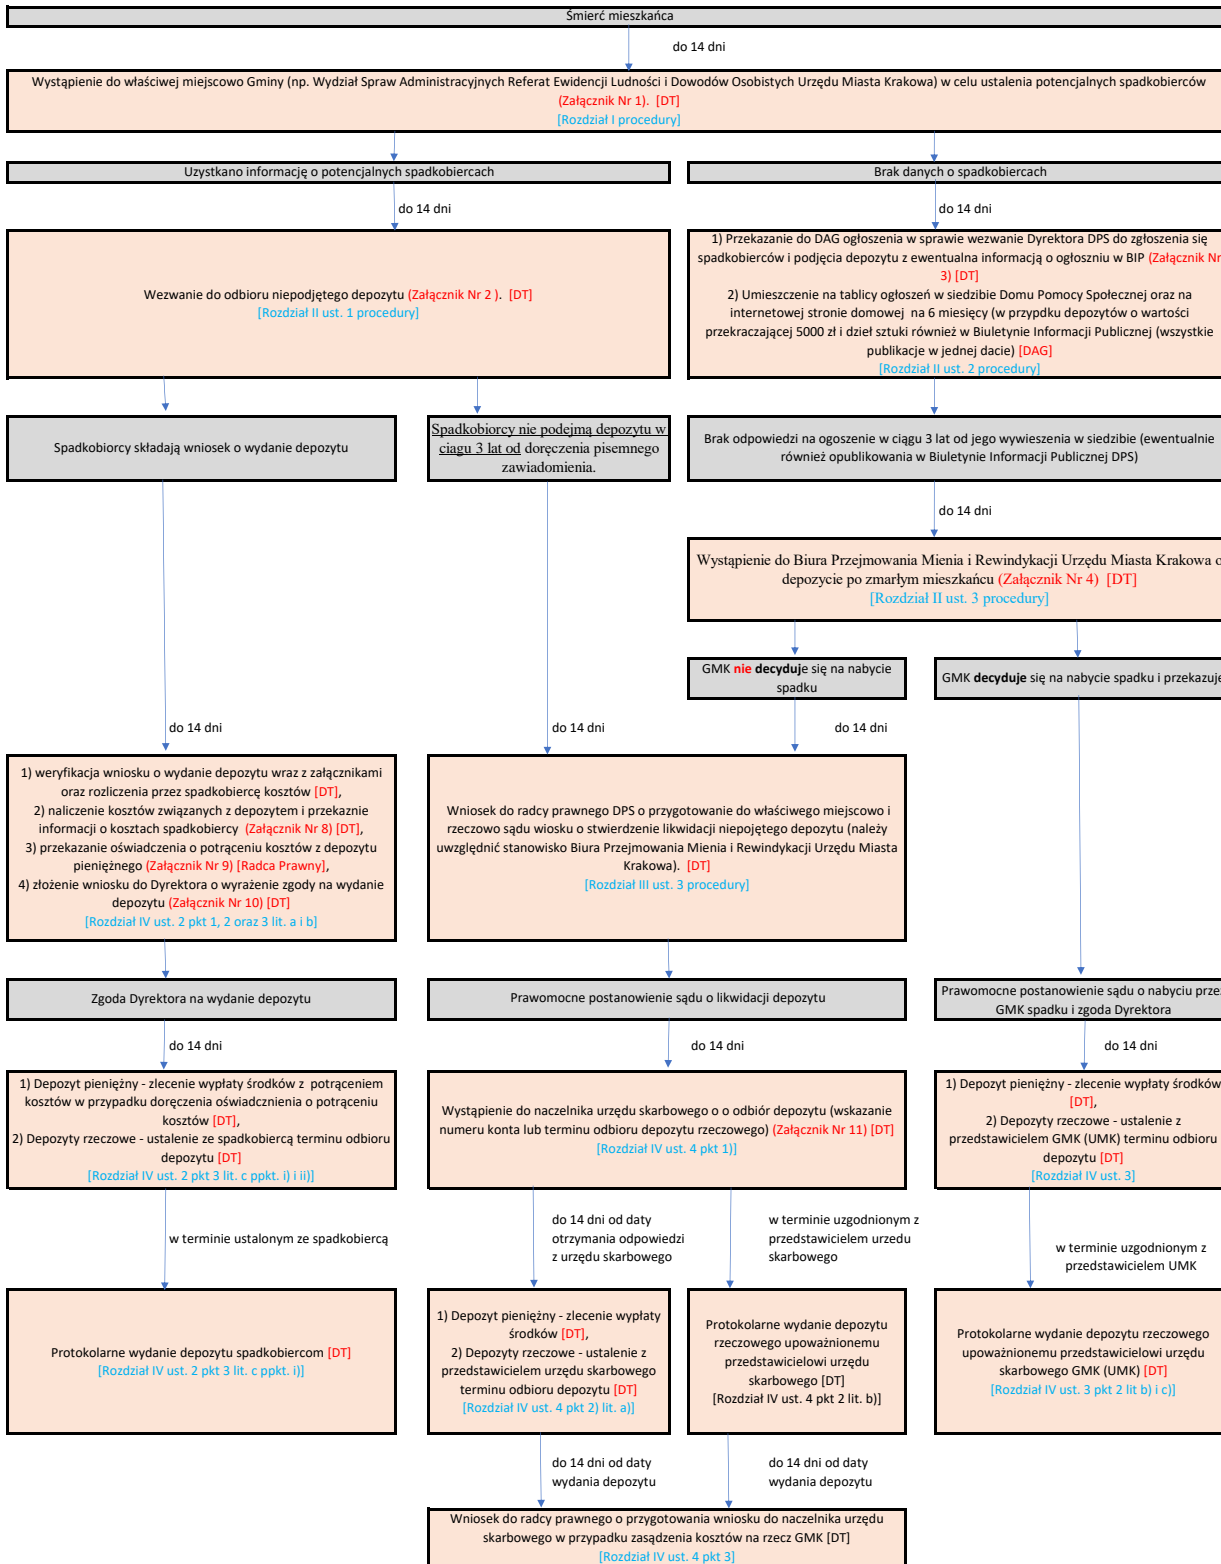 Śmierć mieszkańca
do 14 dni
Wystąpienie do właściwej miejscowo Gminy (np. Wydział Spraw Administracyjnych Referat Ewidencji Ludności i Dowodów Osobistych Urzędu Miasta Krakowa) w celu ustalenia potencjalnych spadkobierców
(Załącznik Nr 1). [DT]
[Rozdział I procedury]
Uzystkano informację o potencjalnych spadkobiercach
Brak danych o spadkobiercach
do 14 dni
do 14 dni
Wezwanie do odbioru niepodjętego depozytu (Załącznik Nr 2 ). [DT]
[Rozdział II ust. 1 procedury]
1) Przekazanie do DAG ogłoszenia w sprawie wezwanie Dyrektora DPS do zgłoszenia się
spadkobierców i podjęcia depozytu z ewentualna informacją o ogłoszniu w BIP (Załącznik Nr
3) [DT]
2) Umieszczenie na tablicy ogłoszeń w siedzibie Domu Pomocy Społecznej oraz na
internetowej stronie domowej na 6 miesięcy (w przypdku depozytów o wartości
przekraczającej 5000 zł i dzieł sztuki również w Biuletynie Informacji Publicznej (wszystkie
publikacje w jednej dacie) [DAG]
[Rozdział II ust. 2 procedury]
Spadkobiorcy składają wniosek o wydanie depozytu
Spadkobiorcy nie podejmą depozytu w
ciagu 3 lat od doręczenia pisemnego
zawiadomienia.
Brak odpowiedzi na ogoszenie w ciągu 3 lat od jego wywieszenia w siedzibie (ewentualnie
również opublikowania w Biuletynie Informacji Publicznej DPS)
do 14 dni
Wystąpienie do Biura Przejmowania Mienia i Rewindykacji Urzędu Miasta Krakowa o
depozycie po zmarłym mieszkańcu (Załącznik Nr 4) [DT]
[Rozdział II ust. 3 procedury]
GMK nie decyduje się na nabycie
spadku
GMK decyduje się na nabycie spadku i przekazuje
do 14 dni
do 14 dni
do 14 dni
1) weryfikacja wniosku o wydanie depozytu wraz z załącznikami
oraz rozliczenia przez spadkobiercę kosztów [DT],
2) naliczenie kosztów związanych z depozytem i przekaznie
informacji o kosztach spadkobiercy (Załącznik Nr 8) [DT],
3) przekazanie oświadczenia o potrąceniu kosztów z depozytu
pieniężnego (Załącznik Nr 9) [Radca Prawny],
4) złożenie wniosku do Dyrektora o wyrażenie zgody na wydanie
depozytu (Załącznik Nr 10) [DT]
[Rozdział IV ust. 2 pkt 1, 2 oraz 3 lit. a i b]
Wniosek do radcy prawnego DPS o przygotowanie do właściwego miejscowo i
rzeczowo sądu wiosku o stwierdzenie likwidacji niepojętego depozytu (należy
uwzględnić stanowisko Biura Przejmowania Mienia i Rewindykacji Urzędu Miasta
Krakowa). [DT]
[Rozdział III ust. 3 procedury]
Zgoda Dyrektora na wydanie depozytu
Prawomocne postanowienie sądu o likwidacji depozytu
Prawomocne postanowienie sądu o nabyciu przez
GMK spadku i zgoda Dyrektora
do 14 dni
do 14 dni
do 14 dni
1) Depozyt pieniężny - zlecenie wypłaty środków z potrąceniem
kosztów w przypadku doręczenia oświadcznienia o potrąceniu
kosztów [DT],
2) Depozyty rzeczowe - ustalenie ze spadkobiercą terminu odbioru
depozytu [DT]
[Rozdział IV ust. 2 pkt 3 lit. c ppkt. i) i ii)]
Wystąpienie do naczelnika urzędu skarbowego o o odbiór depozytu (wskazanie
numeru konta lub terminu odbioru depozytu rzeczowego) (Załącznik Nr 11) [DT]
[Rozdział IV ust. 4 pkt 1)]
1) Depozyt pieniężny - zlecenie wypłaty środków
[DT],
2) Depozyty rzeczowe - ustalenie z
przedstawicielem GMK (UMK) terminu odbioru
depozytu [DT]
[Rozdział IV ust. 3]
w terminie ustalonym ze spadkobiercą
do 14 dni od daty
otrzymania odpowiedzi
z urzędu skarbowego
w terminie uzgodnionym z
przedstawicielem urzedu
skarbowego
w terminie uzgodnionym z
przedstawicielem UMK
Protokolarne wydanie depozytu spadkobiercom [DT]
[Rozdział IV ust. 2 pkt 3 lit. c ppkt. i)]
1) Depozyt pieniężny - zlecenie wypłaty
środków [DT],
2) Depozyty rzeczowe - ustalenie z
przedstawicielem urzędu skarbowego
terminu odbioru depozytu [DT]
[Rozdział IV ust. 4 pkt 2) lit. a)]
Protokolarne wydanie depozytu
rzeczowego upoważnionemu
przedstawicielowi urzędu
skarbowego [DT]
[Rozdział IV ust. 4 pkt 2 lit. b)]
Protokolarne wydanie depozytu rzeczowego
upoważnionemu przedstawicielowi urzędu
skarbowego GMK (UMK) [DT]
[Rozdział IV ust. 3 pkt 2 lit b) i c)]
do 14 dni od daty
wydania depozytu
do 14 dni od daty
wydania depozytu
Wniosek do radcy prawnego o przygotowania wniosku do naczelnika urzędu
skarbowego w przypadku zasądzenia kosztów na rzecz GMK [DT]
[Rozdział IV ust. 4 pkt 3]